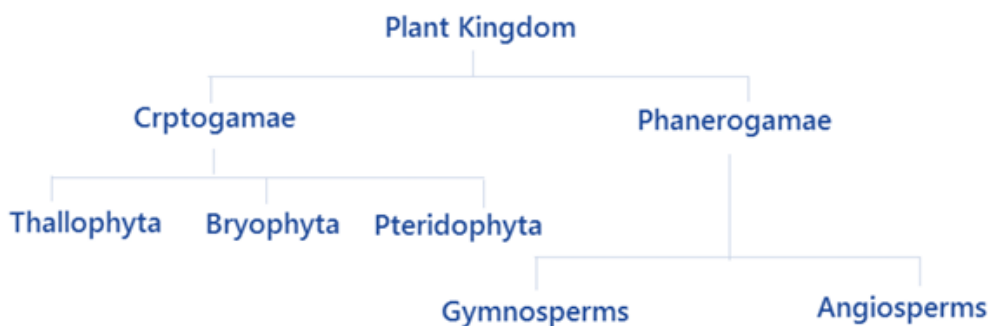 Plant Kingdom
Crptogamae
Phanerogamae
Thallophyta
Bryophyta
Pteridophyta
Gymnosperms
Angiosperms